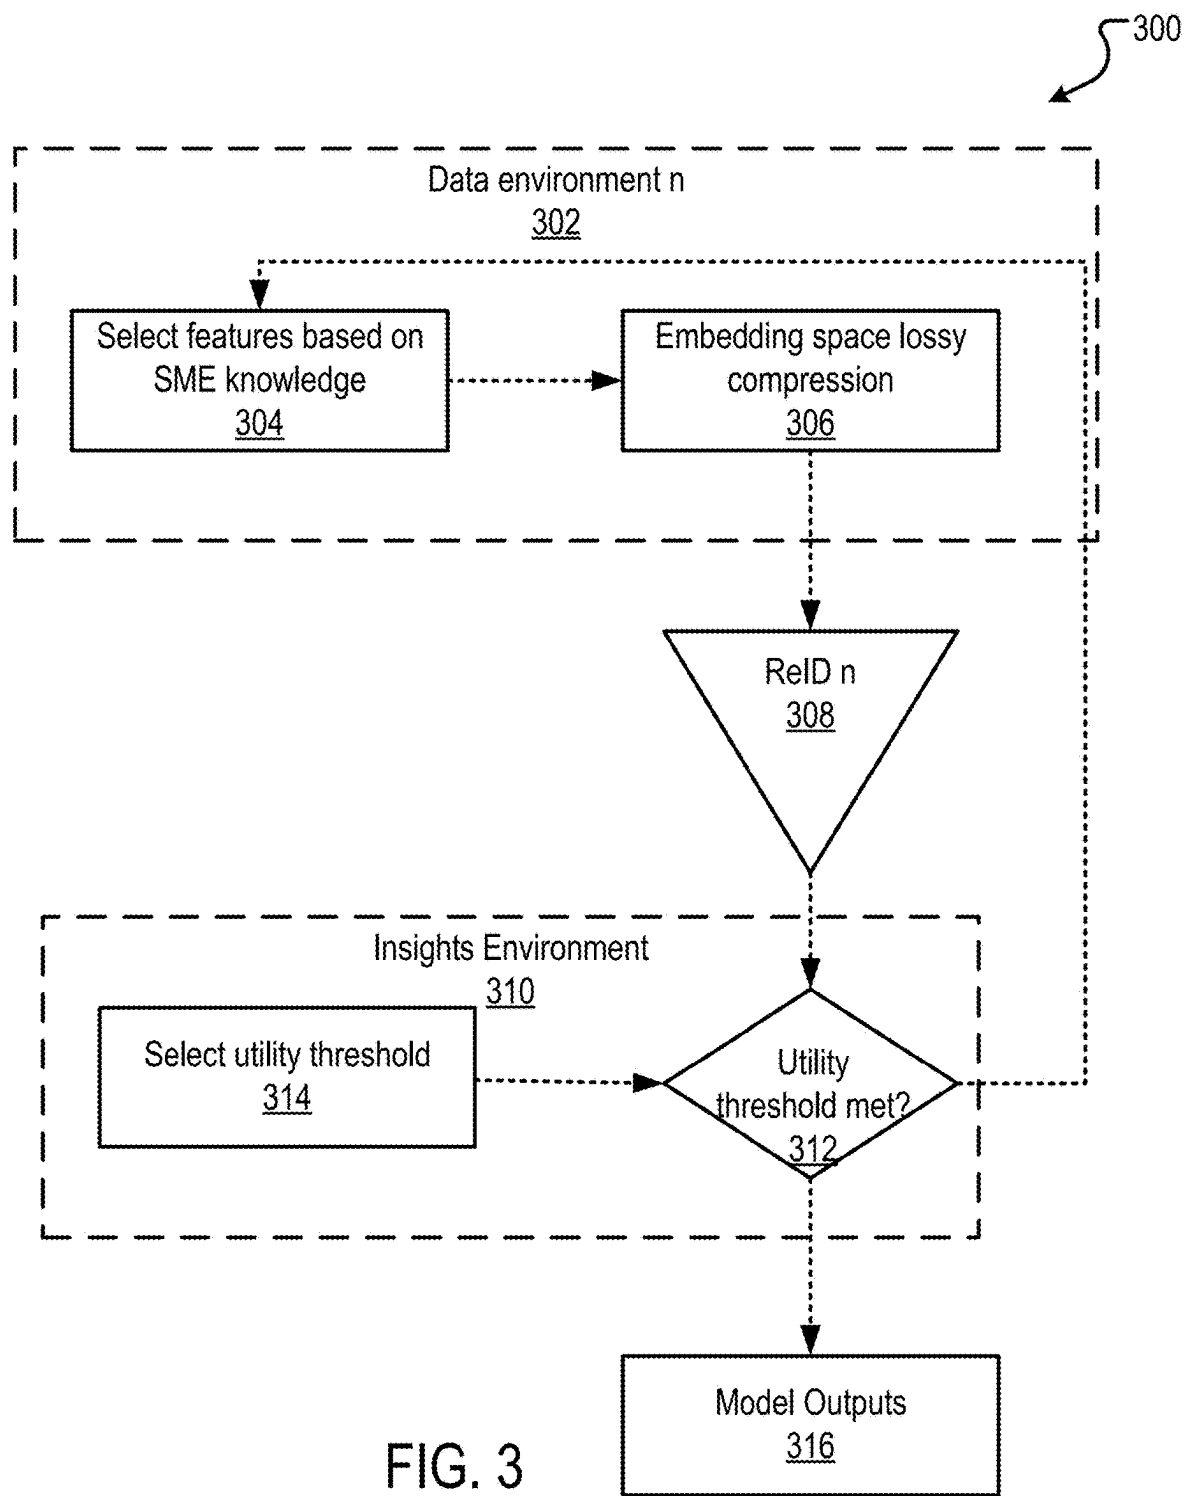 300
Data environment n
302
Select features based on
SME knowledge
304
Embedding space lossy
compression
306
ReID n
308
Insights Environment
310
Select utility threshold
314
Utility
threshold met?
312
Model Outputs
316
FIG. 3